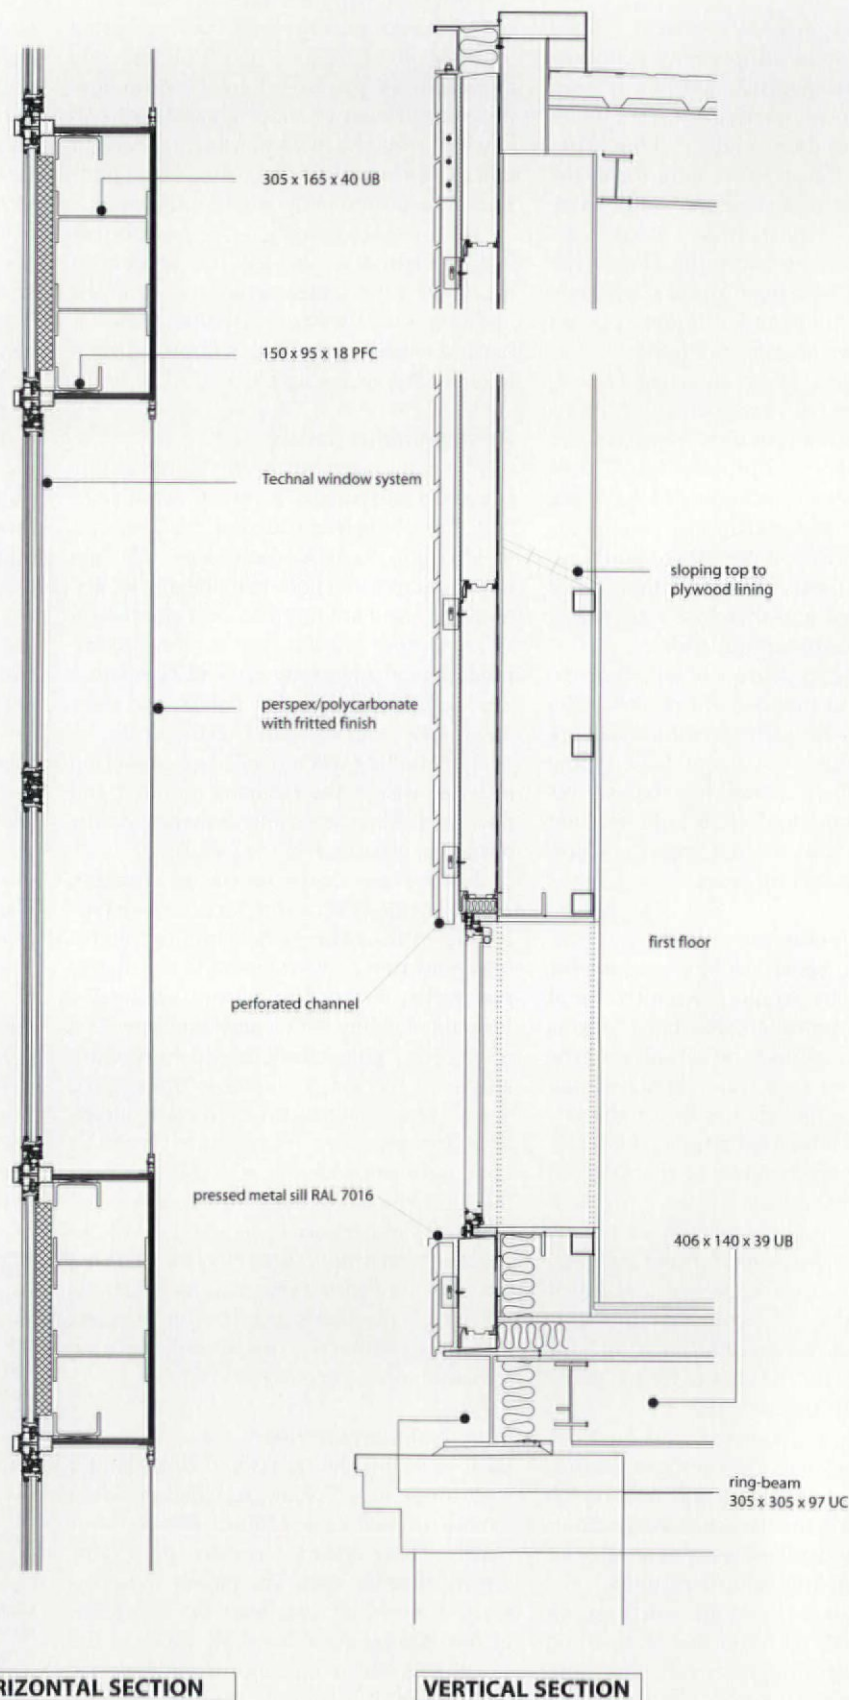 305 x 165 x 40 UB
150 x 95 x 18 PFC
Technal window system
perspex/polycarbonate
with fritted finish
RIZONTAL SECTION
sloping top to
plywood lining
first floor
perforated channel
pressed metal sill RAL 7016
406 x 140 x 39 UB
ring-beam
305 x 305 x 97 UC
VERTICAL SECTION